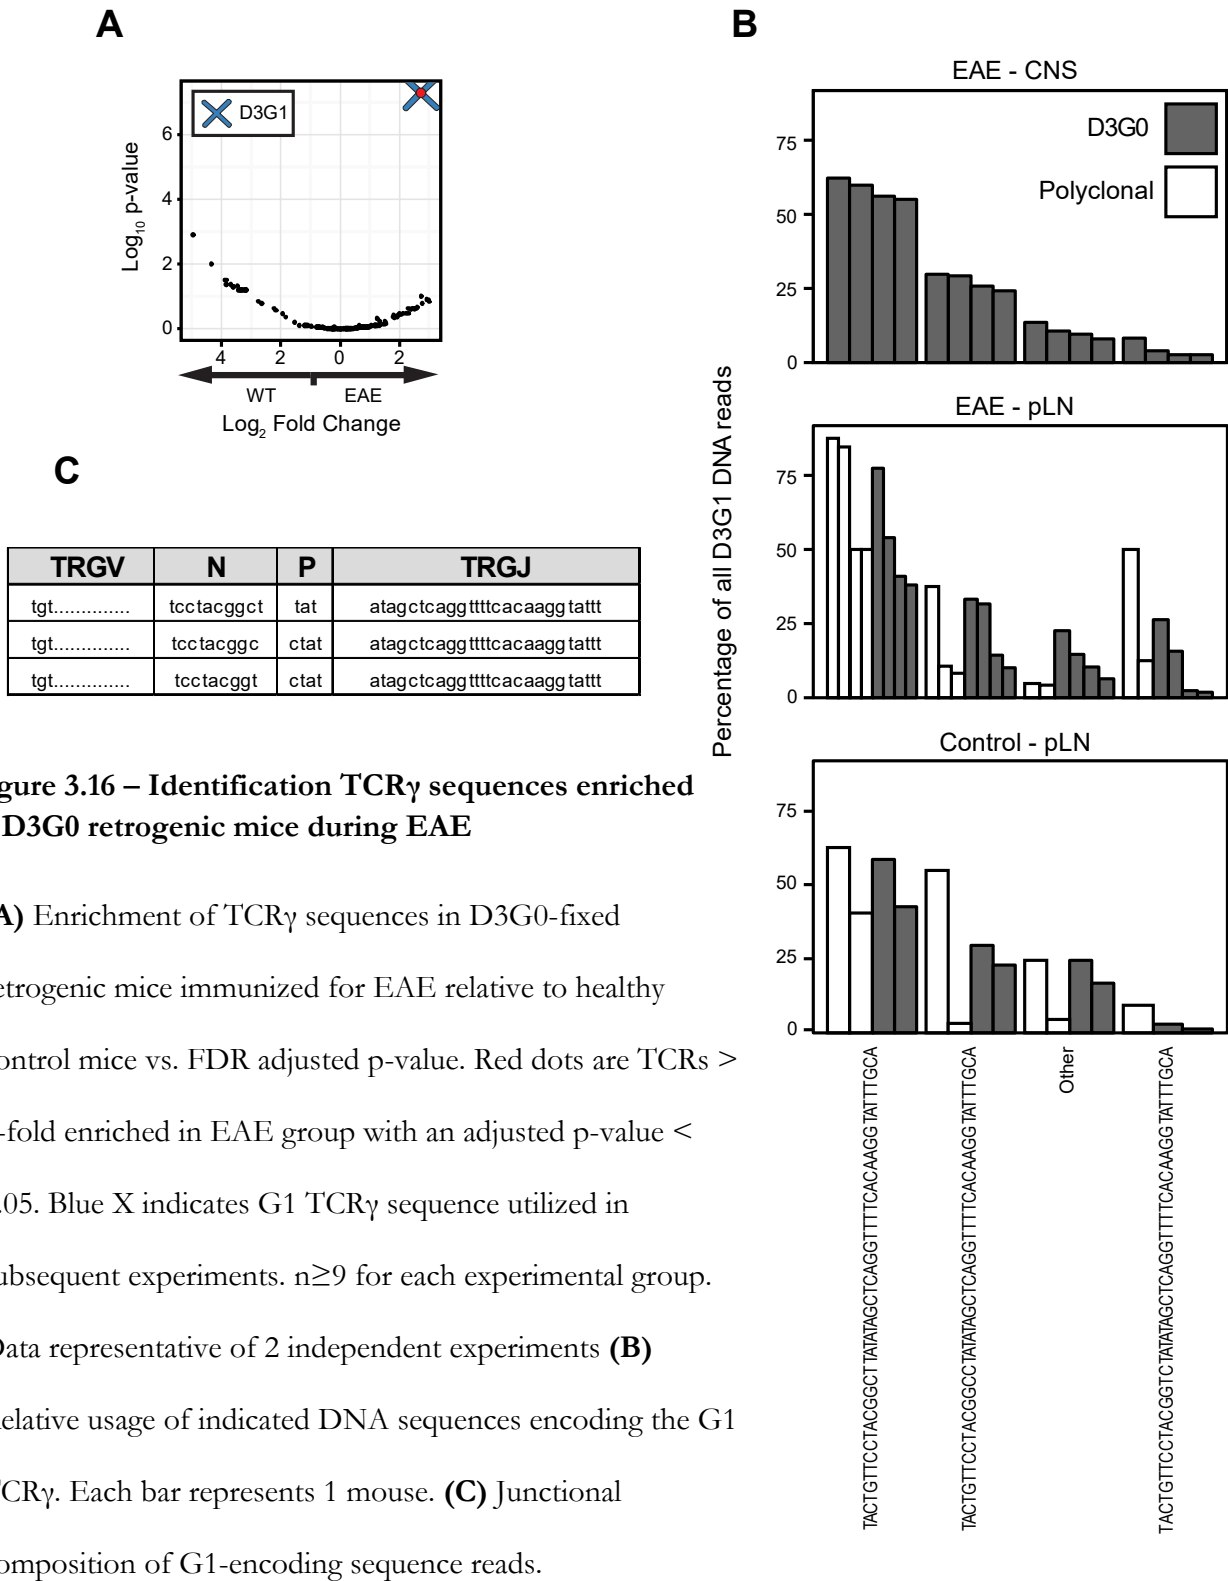 A
D3G1
Log10 p-value
6
4
2
0
4 2 0 2
WT EAE
Log2 Fold Change
B
Percentage of all D3G1 DNA reads
EAE - CNS
D3G0
Polyclonal
75
50
25
0
EAE - pLN
75
50
25
0
Control - pLN
75
50
25
0
TACTGTTCCTACGGCTTATATAGCTCAGGTTTTCACAAGGTATTTGCA
TACTGTTCCTACGGCCTATATAGCTCAGGTTTTCACAAGGTATTTGCA
Other
TACTGTTCCTACGGTCTATATAGCTCAGGTTTTCACAAGGTATTTGCA
C
TRGV N P TRGJ
tgt.............. tcctacggct tat atagctcaggttttcacaaggtattt
tgt.............. tcctacggc ctat atagctcaggttttcacaaggtattt
tgt.............. tcctacggt ctat atagctcaggttttcacaaggtattt
gure 3.16 – Identification TCRγ sequences enriched
D3G0 retrogenic mice during EAE
A) Enrichment of TCRγ sequences in D3G0-fixed
etrogenic mice immunized for EAE relative to healthy
ontrol mice vs. FDR adjusted p-value. Red dots are TCRs >
-fold enriched in EAE group with an adjusted p-value <
.05. Blue X indicates G1 TCRγ sequence utilized in
ubsequent experiments. n≥9 for each experimental group.
Data representative of 2 independent experiments (B)
elative usage of indicated DNA sequences encoding the G1
CRγ. Each bar represents 1 mouse. (C) Junctional
omposition of G1-encoding sequence reads.